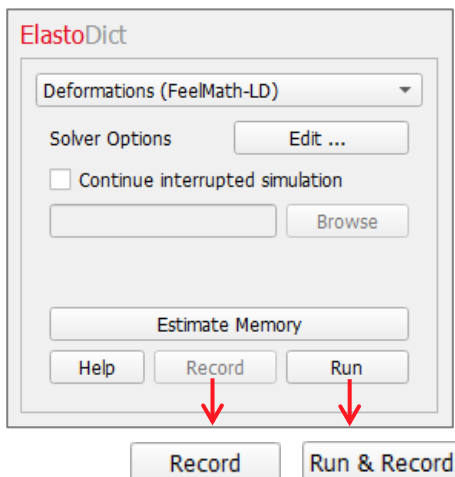 ElastoDict
Deformations (FeelMath-LD)
Solver Options Edit ...
Continue interrupted simulation
Browse
Estimate Memory
Help Record Run
Record Run & Record